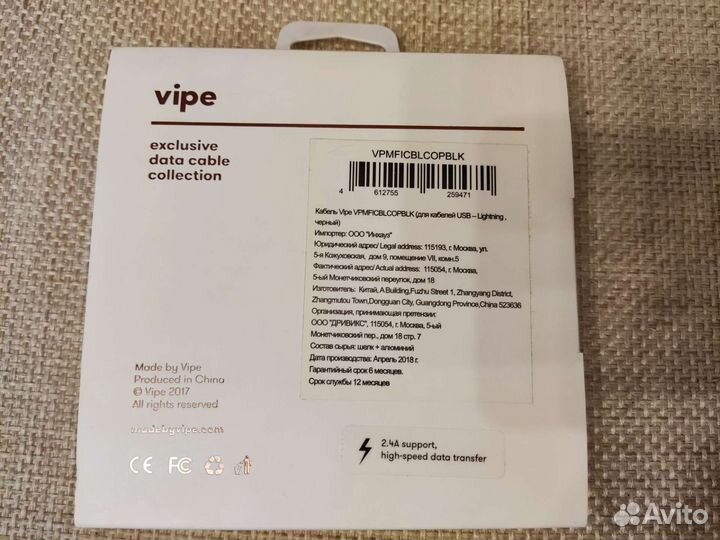 vipe
exclusive
data cable
collection
VPMFICBLCOPBLK
4 612755 259471
Кабель Vipe VPMFICBLCOPBLK (для кабелей USB – Lightning ,
черный)
Импортер: ООО "Инхауз"
Юридический адрес/ Legal address: 115193, г. Москва, ул.
5-я Кожуховская, дом 9, помещение VII, комн.5
Фактический адрес/ Actual address: 115054, г. Москва,
5-ый Монетчиковский переулок, дом 18
Изготовитель: Китай, A Building,Fuzhu Street 1, Zhangyang District,
Zhangmutou Town,Dongguan City, Guangdong Province,China 523636
Организация, принимающая претензии:
ООО "ДРИВИКС", 115054, г. Москва, 5-ый
Монетчиковский пер., дом 18 стр. 7
Состав сырья: шелк + алюминий
Дата производства: Апрель 2018 г.
Гарантийный срок 6 месяцев.
Срок службы 12 месяцев
Made by Vipe
Produced in China
© Vipe 2017
All rights reserved
madebyvipe.com
CE FC
2.4A support,
high-speed data transfer
Avito